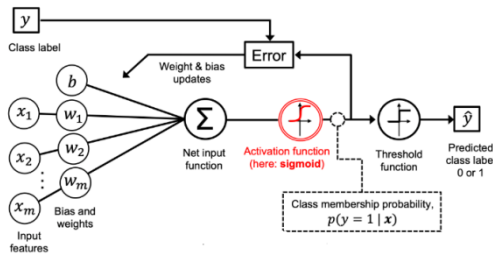 y
Class label
Error
Weight & bias
updates
b
x₁ w₁
x₂ w₂
⋮
xₘ wₘ
Σ
Net input
function
Activation function
(here: sigmoid)
Threshold
function
ŷ
Predicted
class labe
0 or 1
Bias and
weights
Input
features
Class membership probability,
p(y = 1 | x)